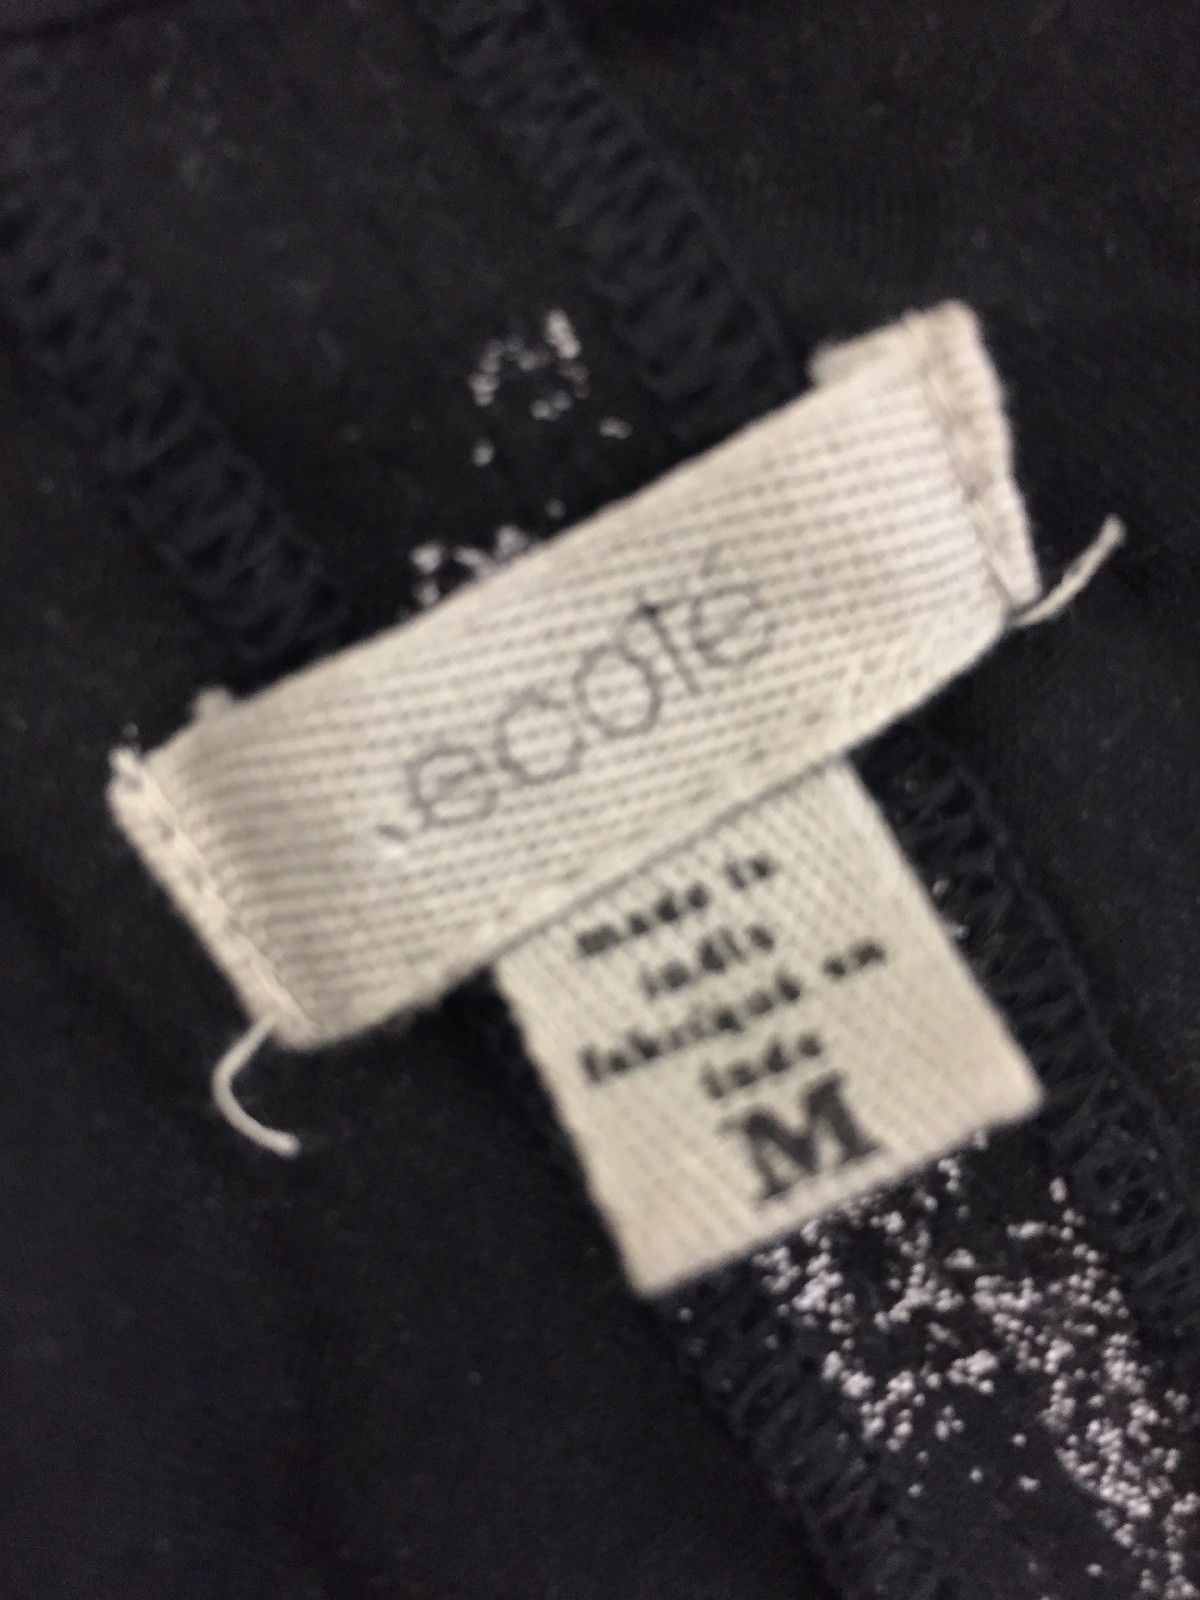 ecoté
made in
india
fabriqué en
inde
M